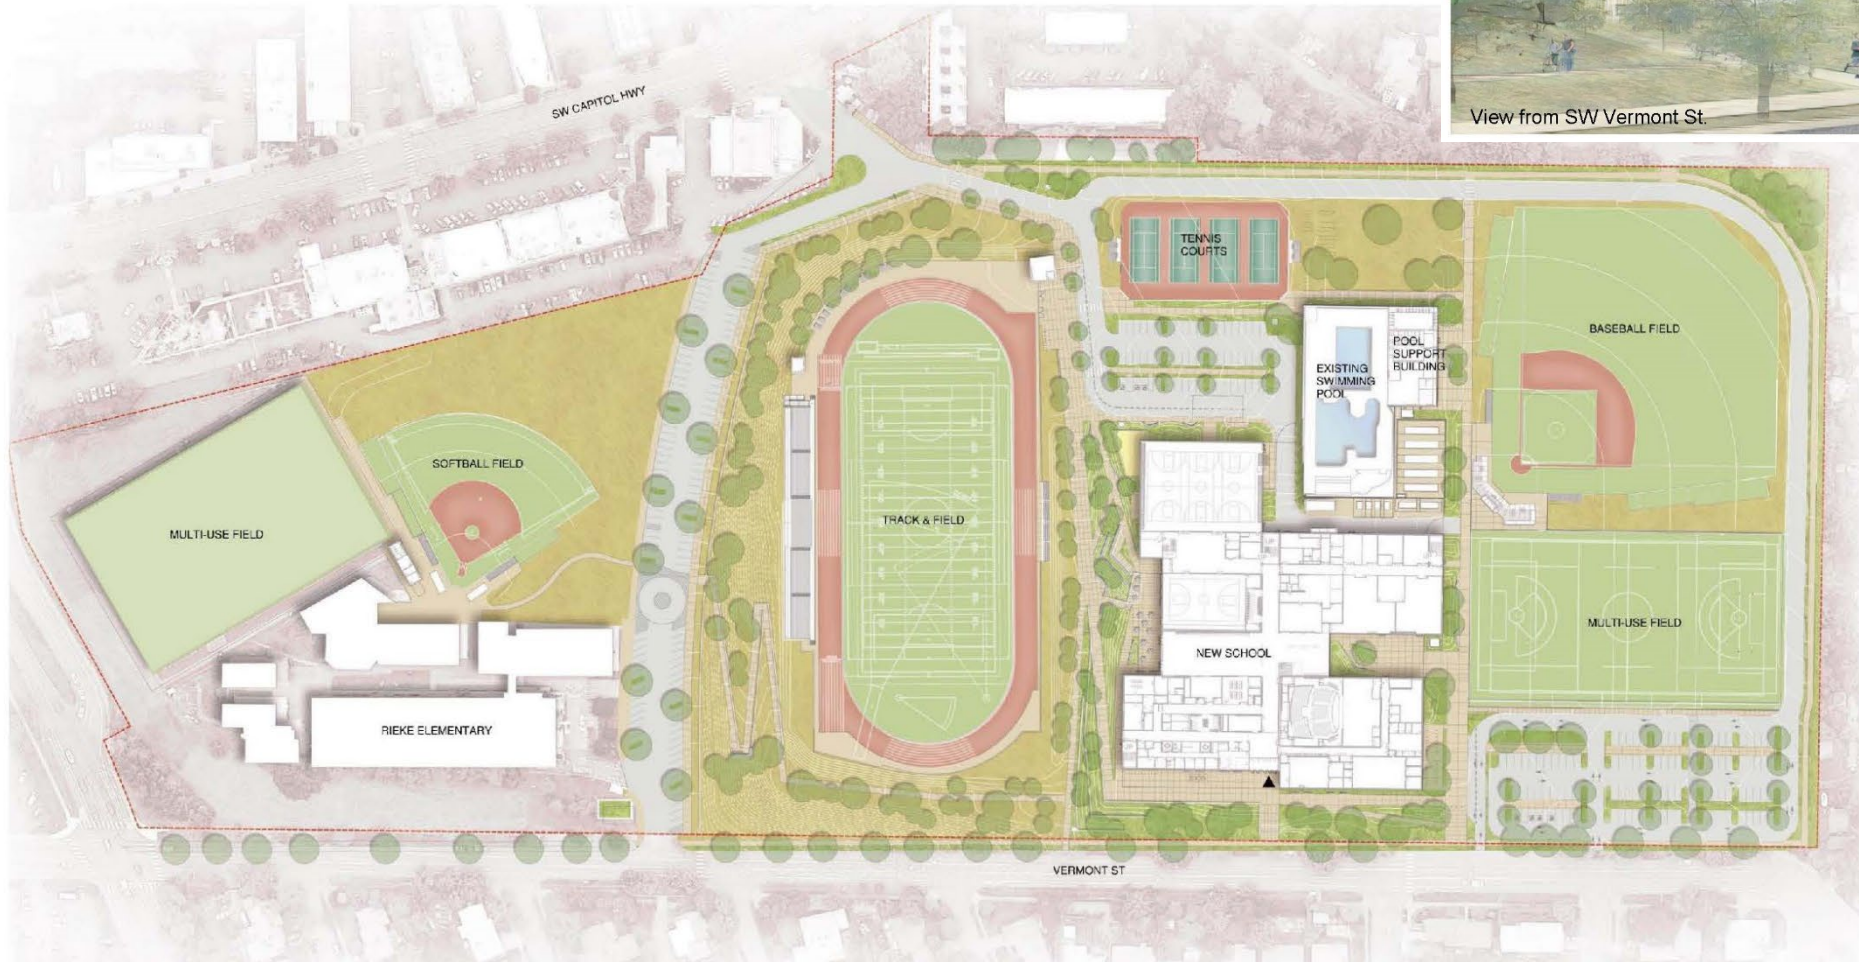 View from SW Vermont St.
SW CAPITOL HWY
TENNIS
COURTS
BASEBALL FIELD
POOL
SUPPORT
BUILDING
EXISTING
SWIMMING
POOL
SOFTBALL FIELD
MULTI-USE FIELD
TRACK & FIELD
MULTI-USE FIELD
NEW SCHOOL
RIEKE ELEMENTARY
VERMONT ST